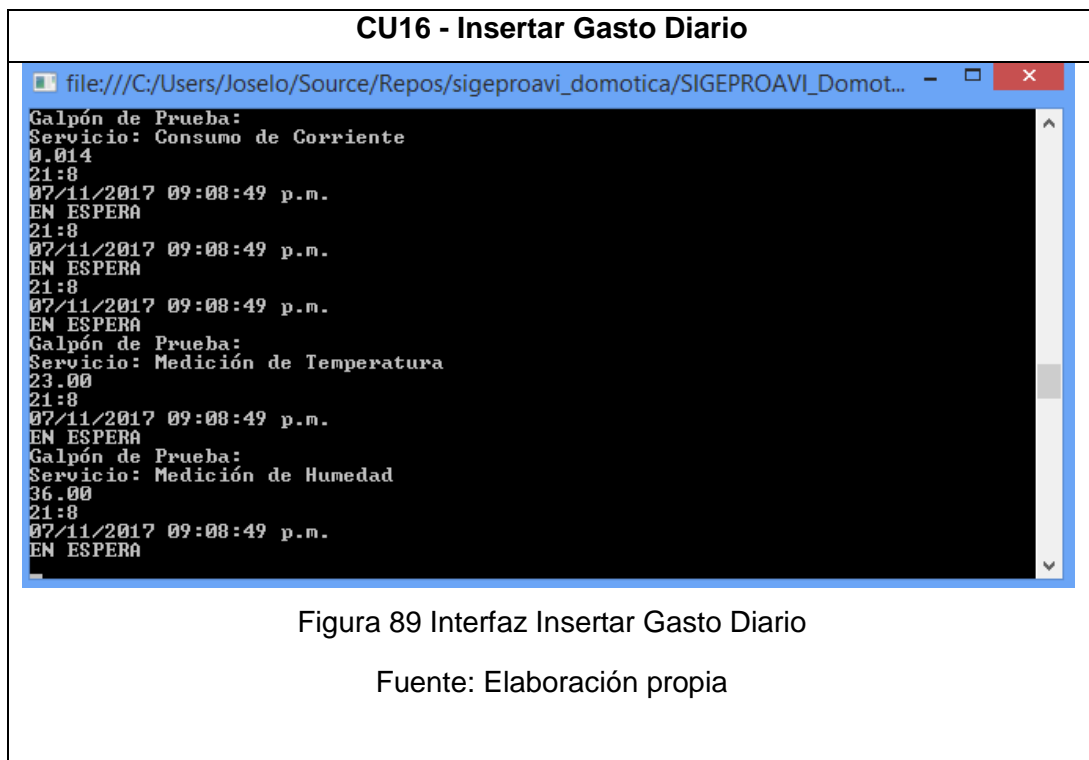 CU16 - Insertar Gasto Diario
file:///C:/Users/Joselo/Source/Repos/sigeproavi_domotica/SIGEPROAVI_Domot...
Galpón de Prueba:
Servicio: Consumo de Corriente
0.014
21:8
07/11/2017 09:08:49 p.m.
EN ESPERA
21:8
07/11/2017 09:08:49 p.m.
EN ESPERA
21:8
07/11/2017 09:08:49 p.m.
EN ESPERA
Galpón de Prueba:
Servicio: Medición de Temperatura
23.00
21:8
07/11/2017 09:08:49 p.m.
EN ESPERA
Galpón de Prueba:
Servicio: Medición de Humedad
36.00
21:8
07/11/2017 09:08:49 p.m.
EN ESPERA
Figura 89 Interfaz Insertar Gasto Diario
Fuente: Elaboración propia